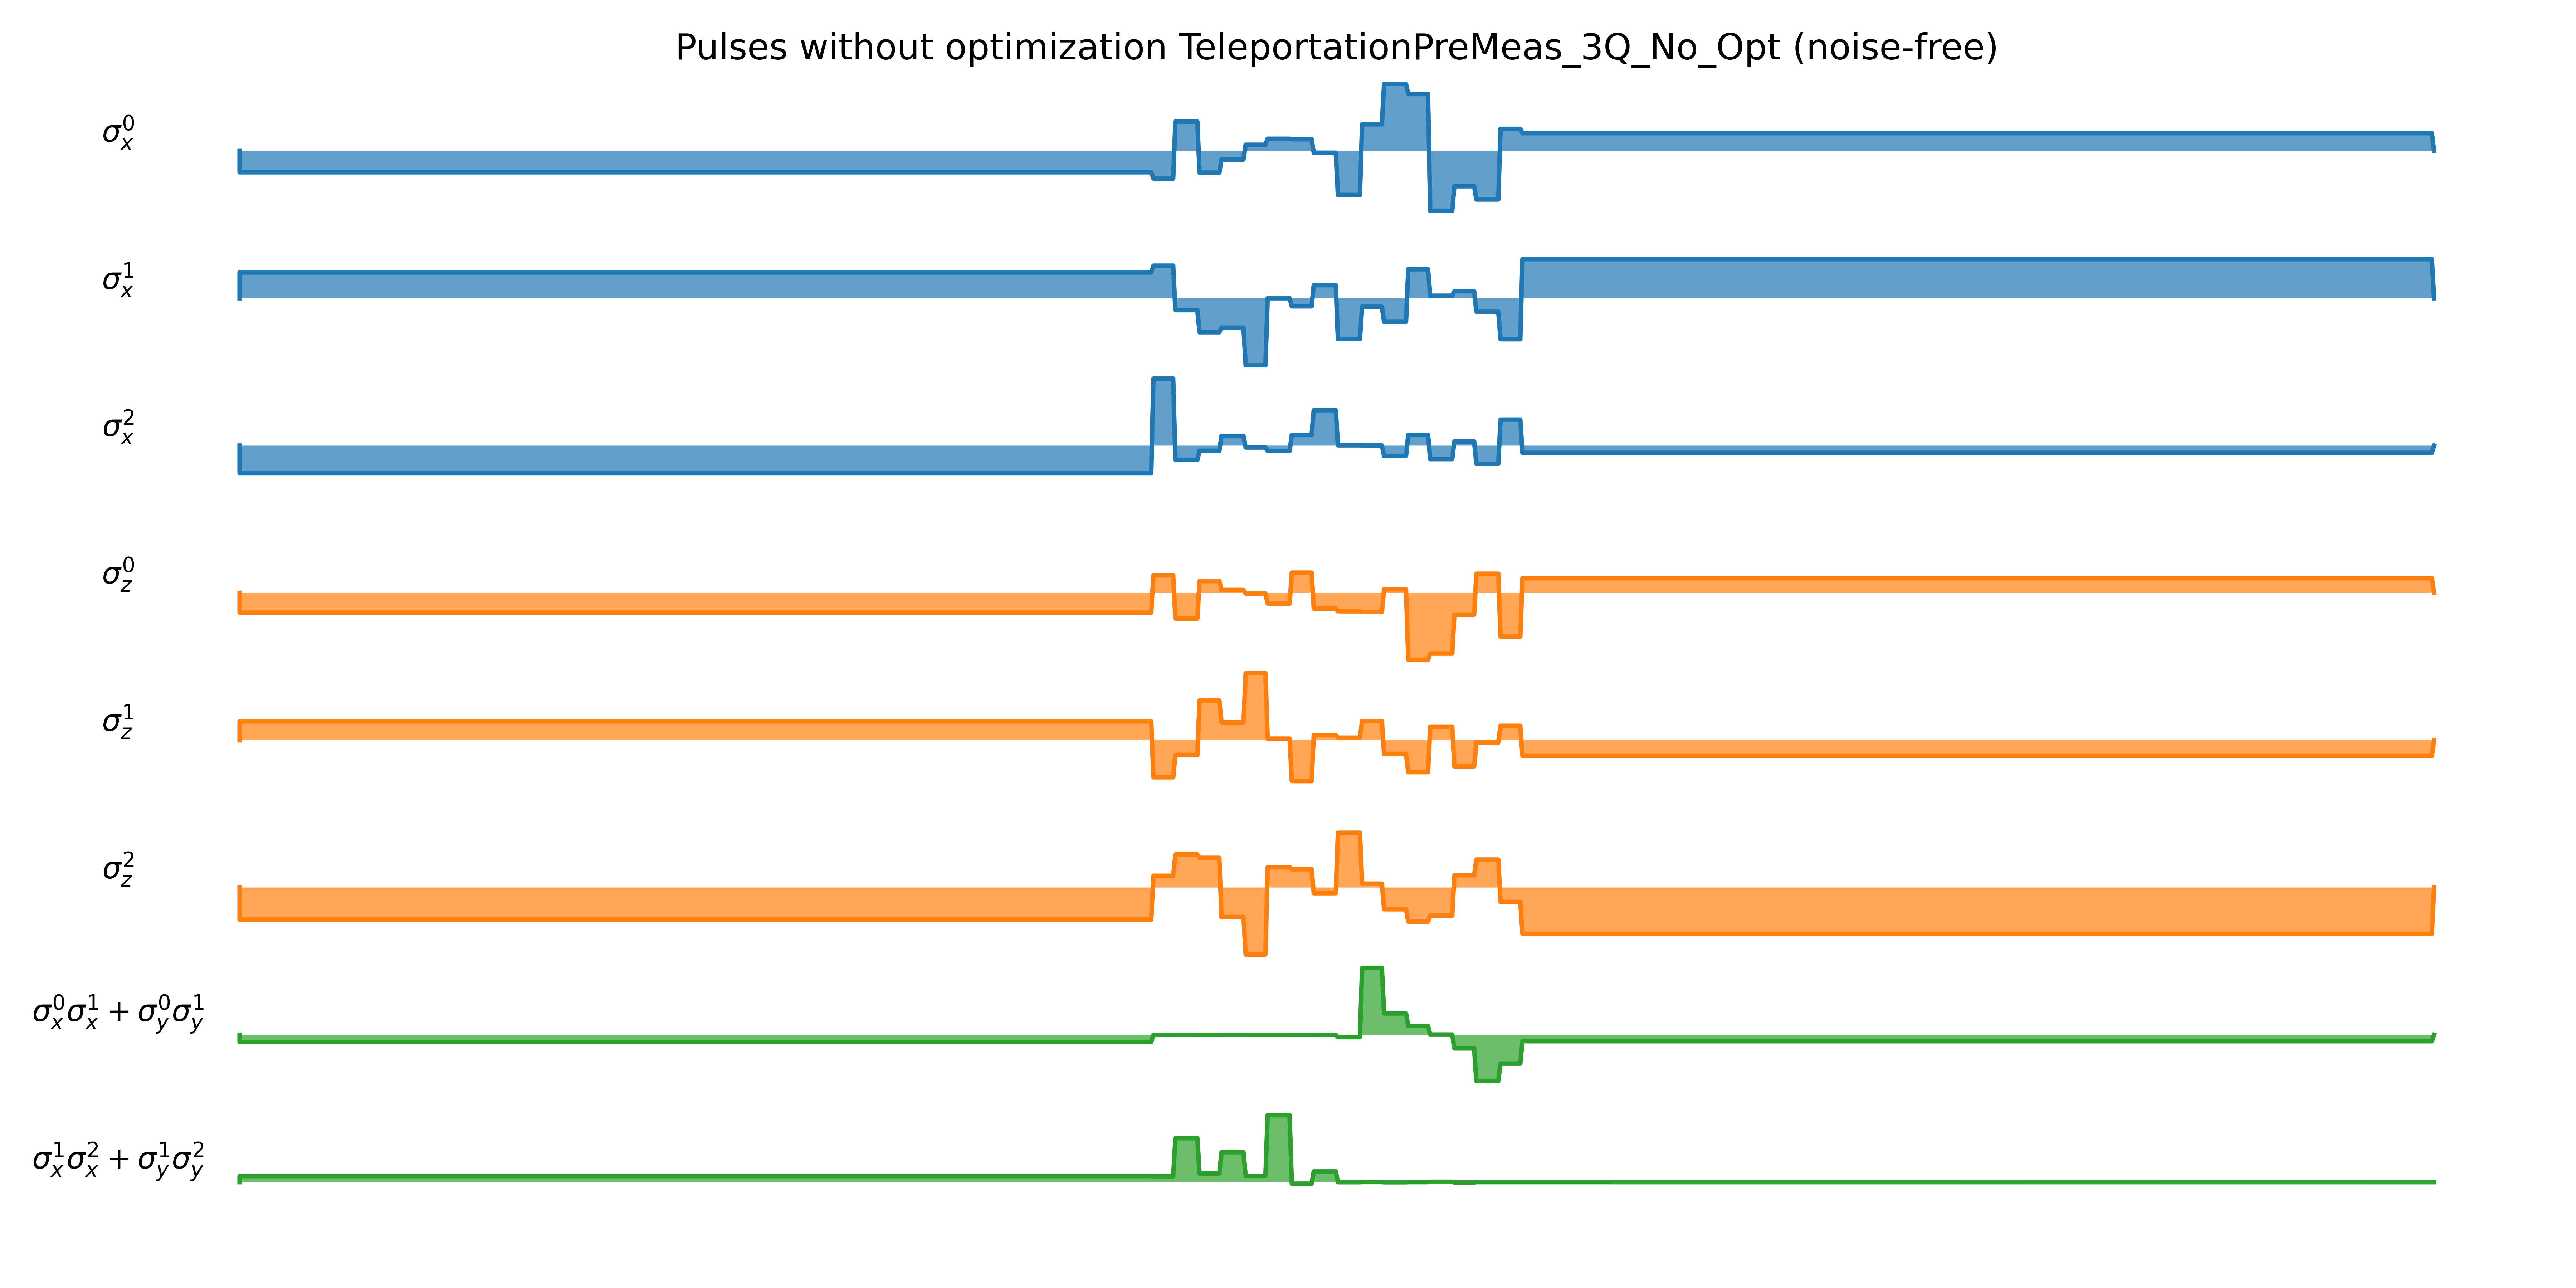 Pulses without optimization TeleportationPreMeas_3Q_No_Opt (noise-free)
σ_x^0
σ_x^1
σ_x^2
σ_z^0
σ_z^1
σ_z^2
σ_x^0σ_x^1 + σ_y^0σ_y^1
σ_x^1σ_x^2 + σ_y^1σ_y^2